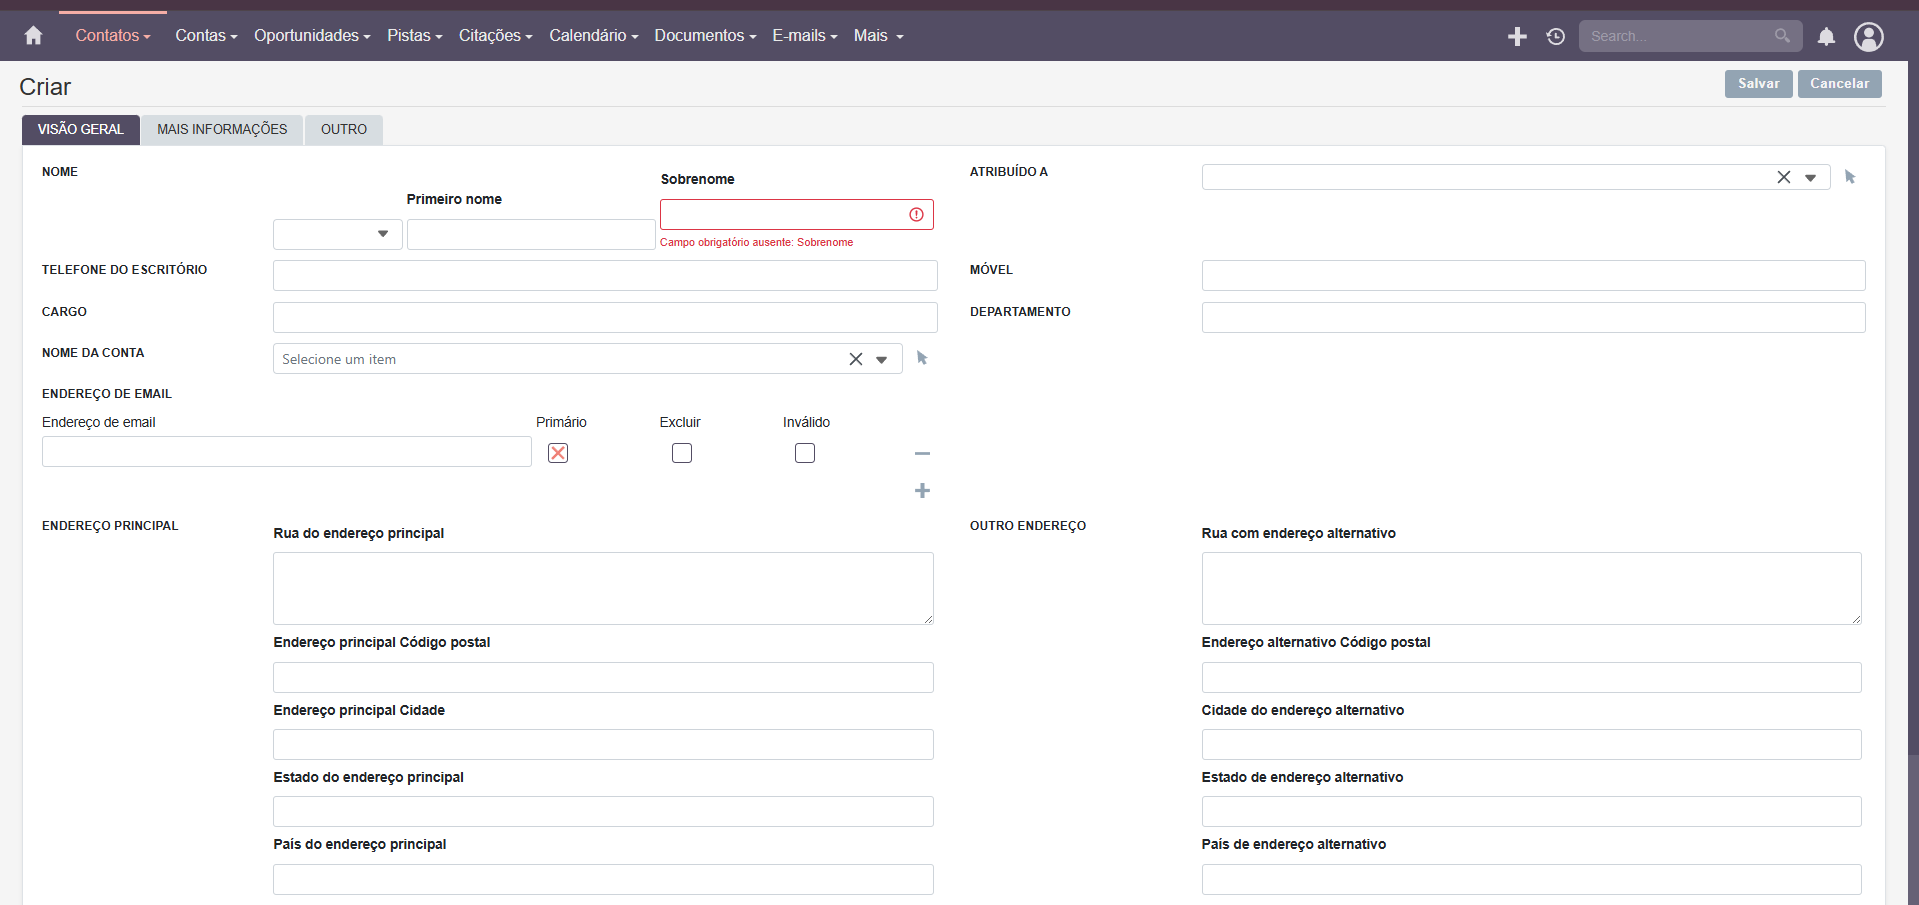 Contatos Contas Oportunidades Pistas Citações Calendário Documentos E-mails Mais Search...
Criar
Salvar Cancelar
VISÃO GERAL MAIS INFORMAÇÕES OUTRO
NOME
Primeiro nome
Sobrenome
Campo obrigatório ausente: Sobrenome
ATRIBUÍDO A
TELEFONE DO ESCRITÓRIO
MÓVEL
CARGO
DEPARTAMENTO
NOME DA CONTA
Selecione um item
ENDEREÇO DE EMAIL
Endereço de email Primário Excluir Inválido
ENDEREÇO PRINCIPAL
Rua do endereço principal
Endereço principal Código postal
Endereço principal Cidade
Estado do endereço principal
País do endereço principal
OUTRO ENDEREÇO
Rua com endereço alternativo
Endereço alternativo Código postal
Cidade do endereço alternativo
Estado de endereço alternativo
País de endereço alternativo